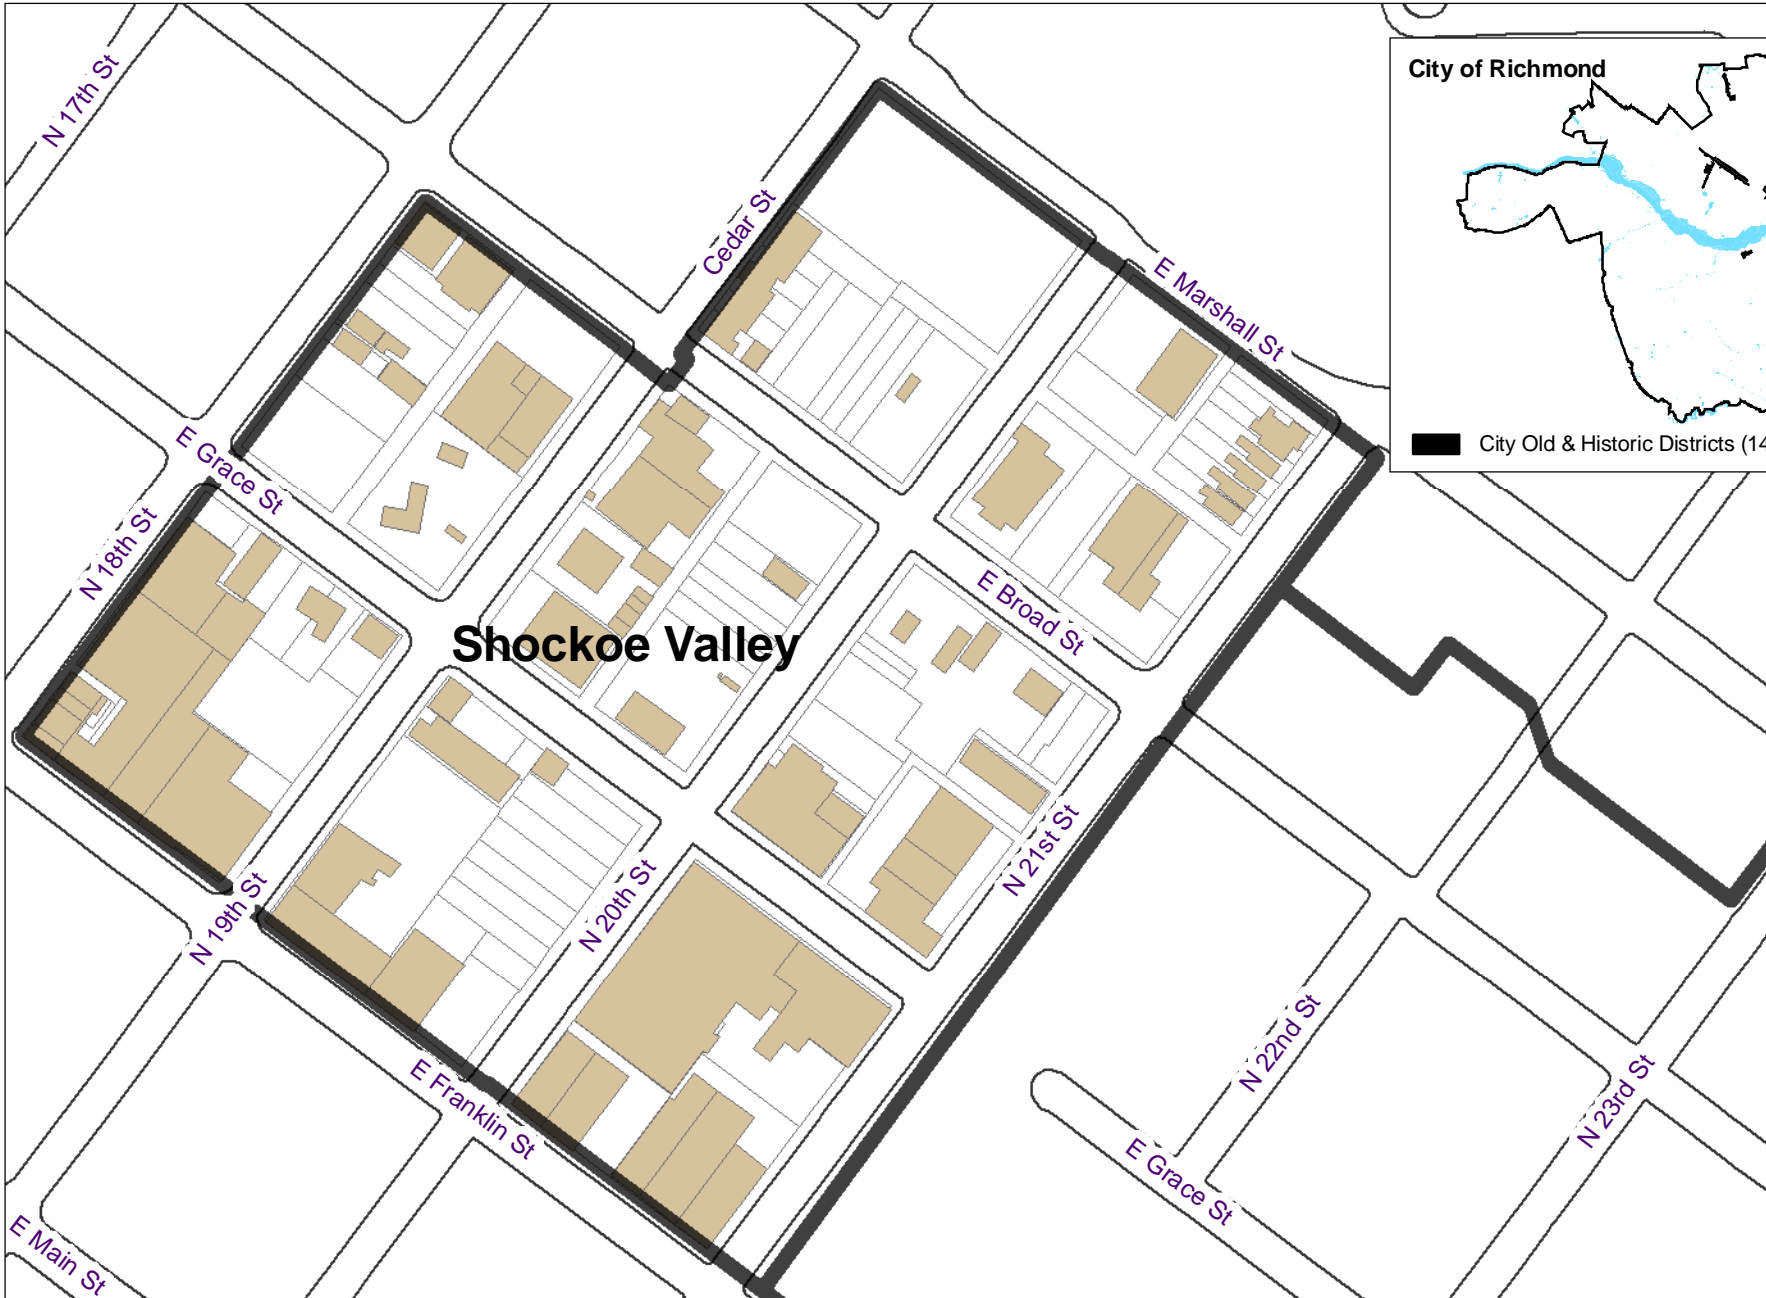 N 17th St
City of Richmond
Cedar St
E Marshall St
City Old & Historic Districts (14
E Grace St
N 18th St
E Broad St
Shockoe Valley
N 21st St
N 19th St
N 20th St
E Franklin St
N 22nd St
N 23rd St
E Grace St
E Main St